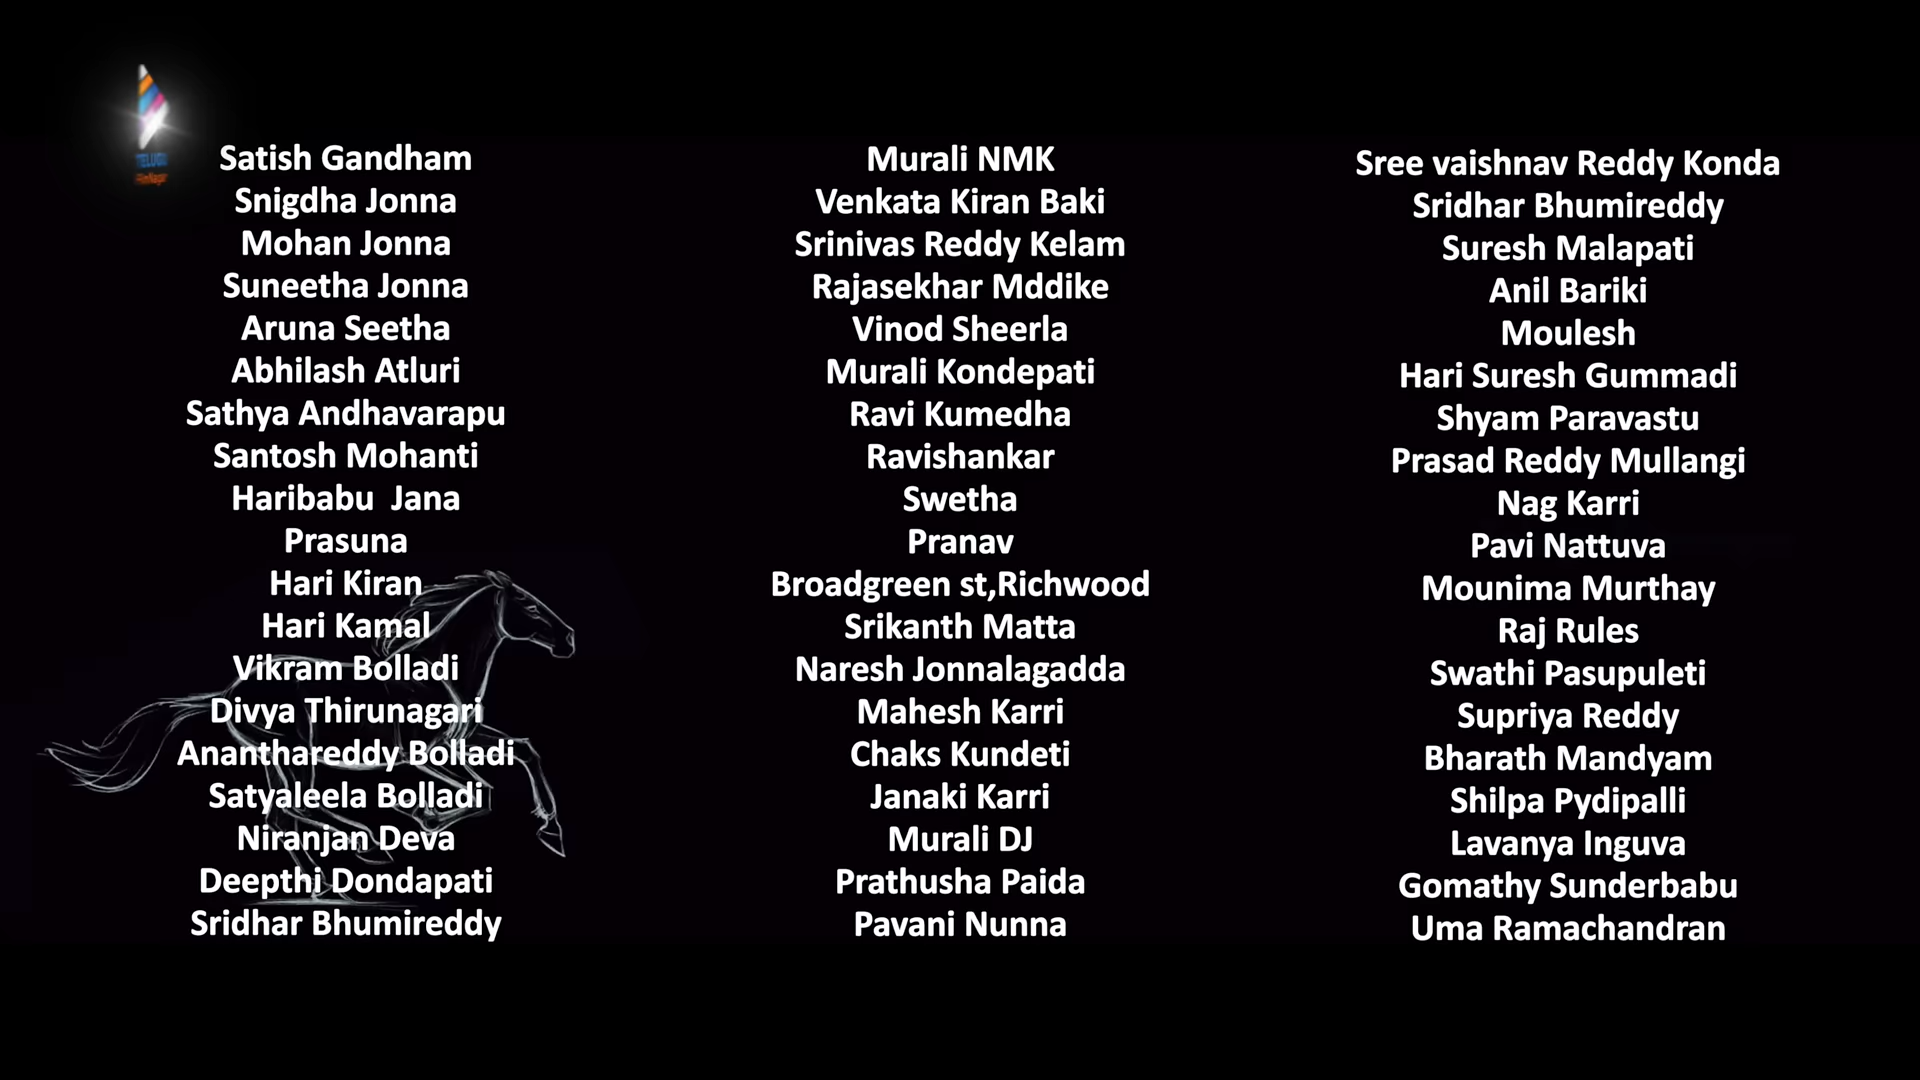 TELUGU
FilmNagar
Satish Gandham
Snigdha Jonna
Mohan Jonna
Suneetha Jonna
Aruna Seetha
Abhilash Atluri
Sathya Andhavarapu
Santosh Mohanti
Haribabu  Jana
Prasuna
Hari Kiran
Hari Kamal
Vikram Bolladi
Divya Thirunagari
Ananthareddy Bolladi
Satyaleela Bolladi
Niranjan Deva
Deepthi Dondapati
Sridhar Bhumireddy
Murali NMK
Venkata Kiran Baki
Srinivas Reddy Kelam
Rajasekhar Mddike
Vinod Sheerla
Murali Kondepati
Ravi Kumedha
Ravishankar
Swetha
Pranav
Broadgreen st,Richwood
Srikanth Matta
Naresh Jonnalagadda
Mahesh Karri
Chaks Kundeti
Janaki Karri
Murali DJ
Prathusha Paida
Pavani Nunna
Sree vaishnav Reddy Konda
Sridhar Bhumireddy
Suresh Malapati
Anil Bariki
Moulesh
Hari Suresh Gummadi
Shyam Paravastu
Prasad Reddy Mullangi
Nag Karri
Pavi Nattuva
Mounima Murthay
Raj Rules
Swathi Pasupuleti
Supriya Reddy
Bharath Mandyam
Shilpa Pydipalli
Lavanya Inguva
Gomathy Sunderbabu
Uma Ramachandran